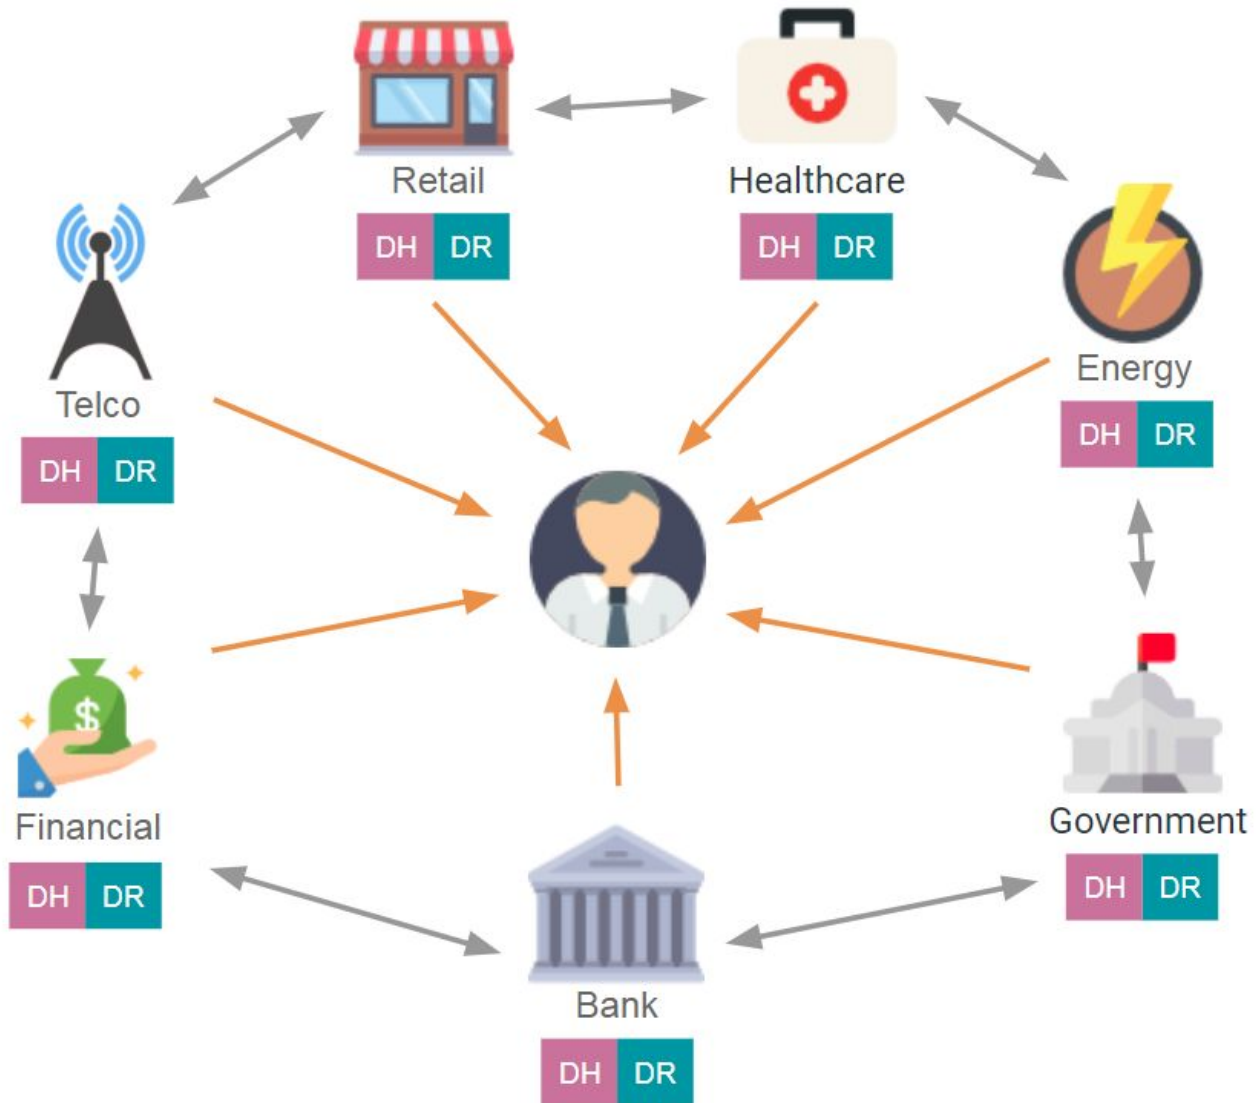 Retail
DH DR
Healthcare
DH DR
Telco
DH DR
Energy
DH DR
$
Financial
DH DR
Government
DH DR
Bank
DH DR